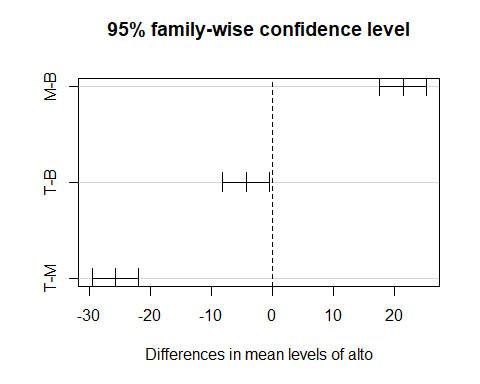 95% family-wise confidence level
M-B
T-B
T-M
-30 -20 -10 0 10 20
Differences in mean levels of alto